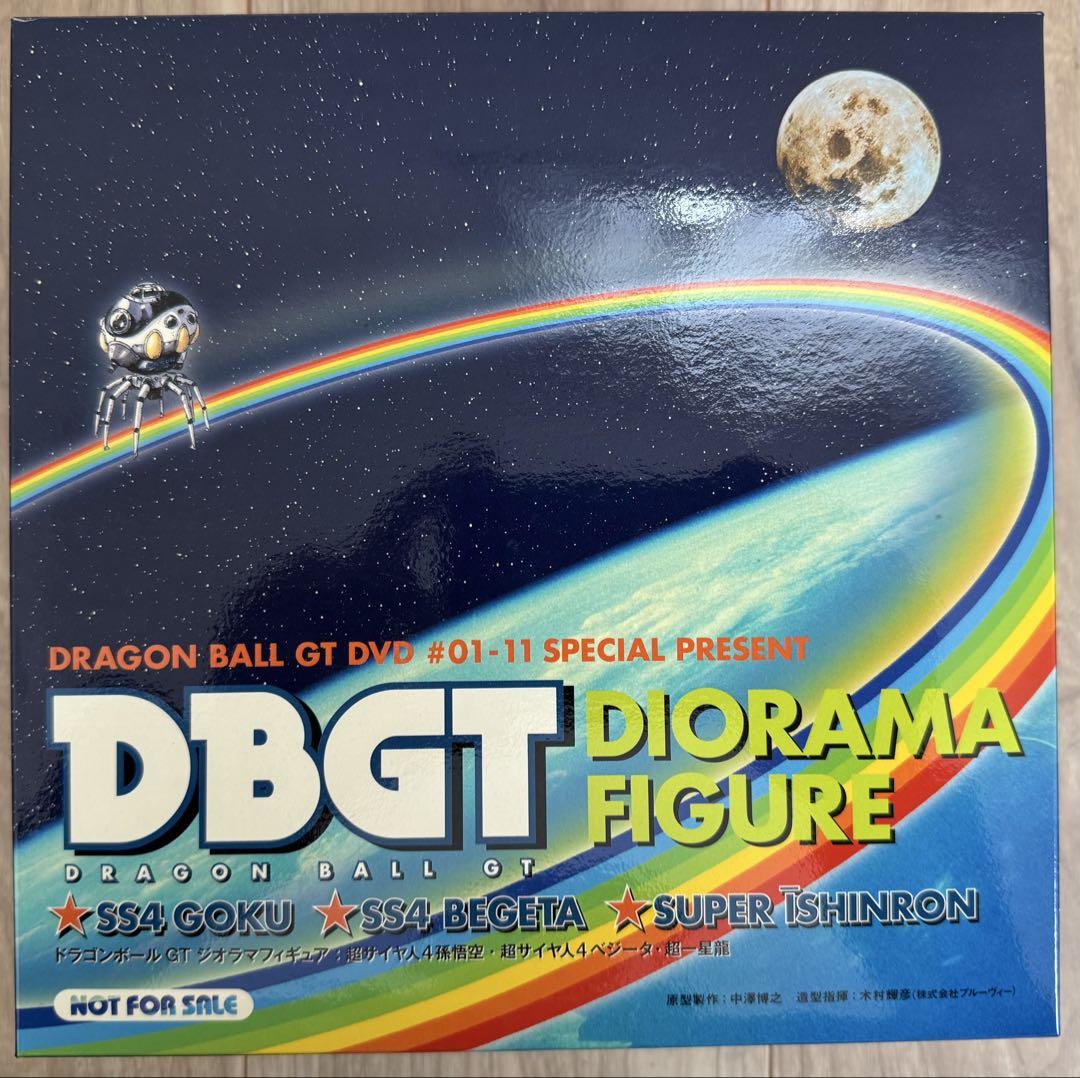 DRAGON BALL GT DVD #01-11 SPECIAL PRESENT
DBGT DIORAMA
FIGURE
DRAGON BALL GT
★SS4 GOKU ★SS4 BEGETA ★SUPER ĪSHINRON
ドラゴンボール GT ジオラマフィギュア：超サイヤ人4孫悟空・超サイヤ人4ベジータ・超一星龍
NOT FOR SALE
原型製作：中澤博之 造型指揮：木村輝彦(株式会社ブルーヴィー)